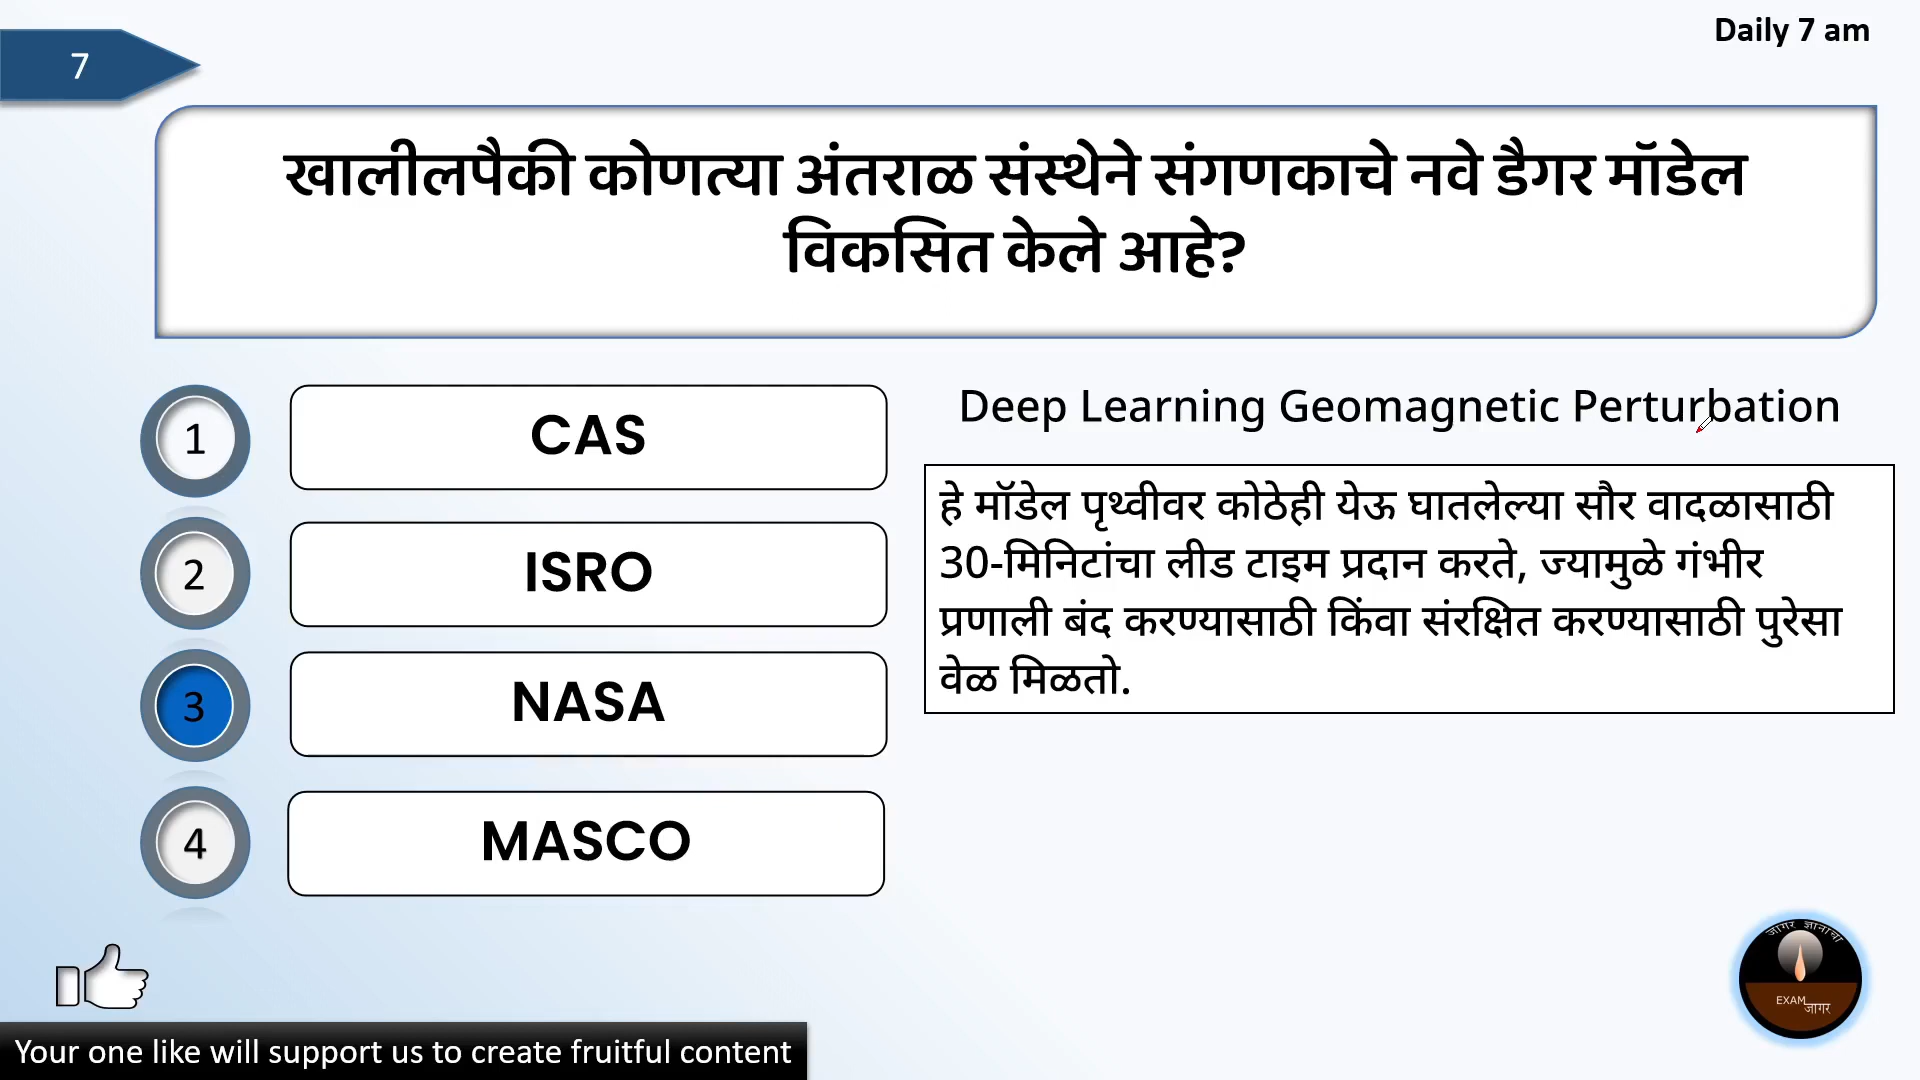 Daily 7 am
7
खालीलपैकी कोणत्या अंतराळ संस्थेने संगणकाचे नवे डैगर मॉडेल
विकसित केले आहे?
1
CAS
2
ISRO
3
NASA
4
MASCO
Deep Learning Geomagnetic Perturbation
हे मॉडेल पृथ्वीवर कोठेही येऊ घातलेल्या सौर वादळासाठी
30-मिनिटांचा लीड टाइम प्रदान करते, ज्यामुळे गंभीर
प्रणाली बंद करण्यासाठी किंवा संरक्षित करण्यासाठी पुरेसा
वेळ मिळतो.
जागर ज्ञानाचा
EXAM
जागर
Your one like will support us to create fruitful content